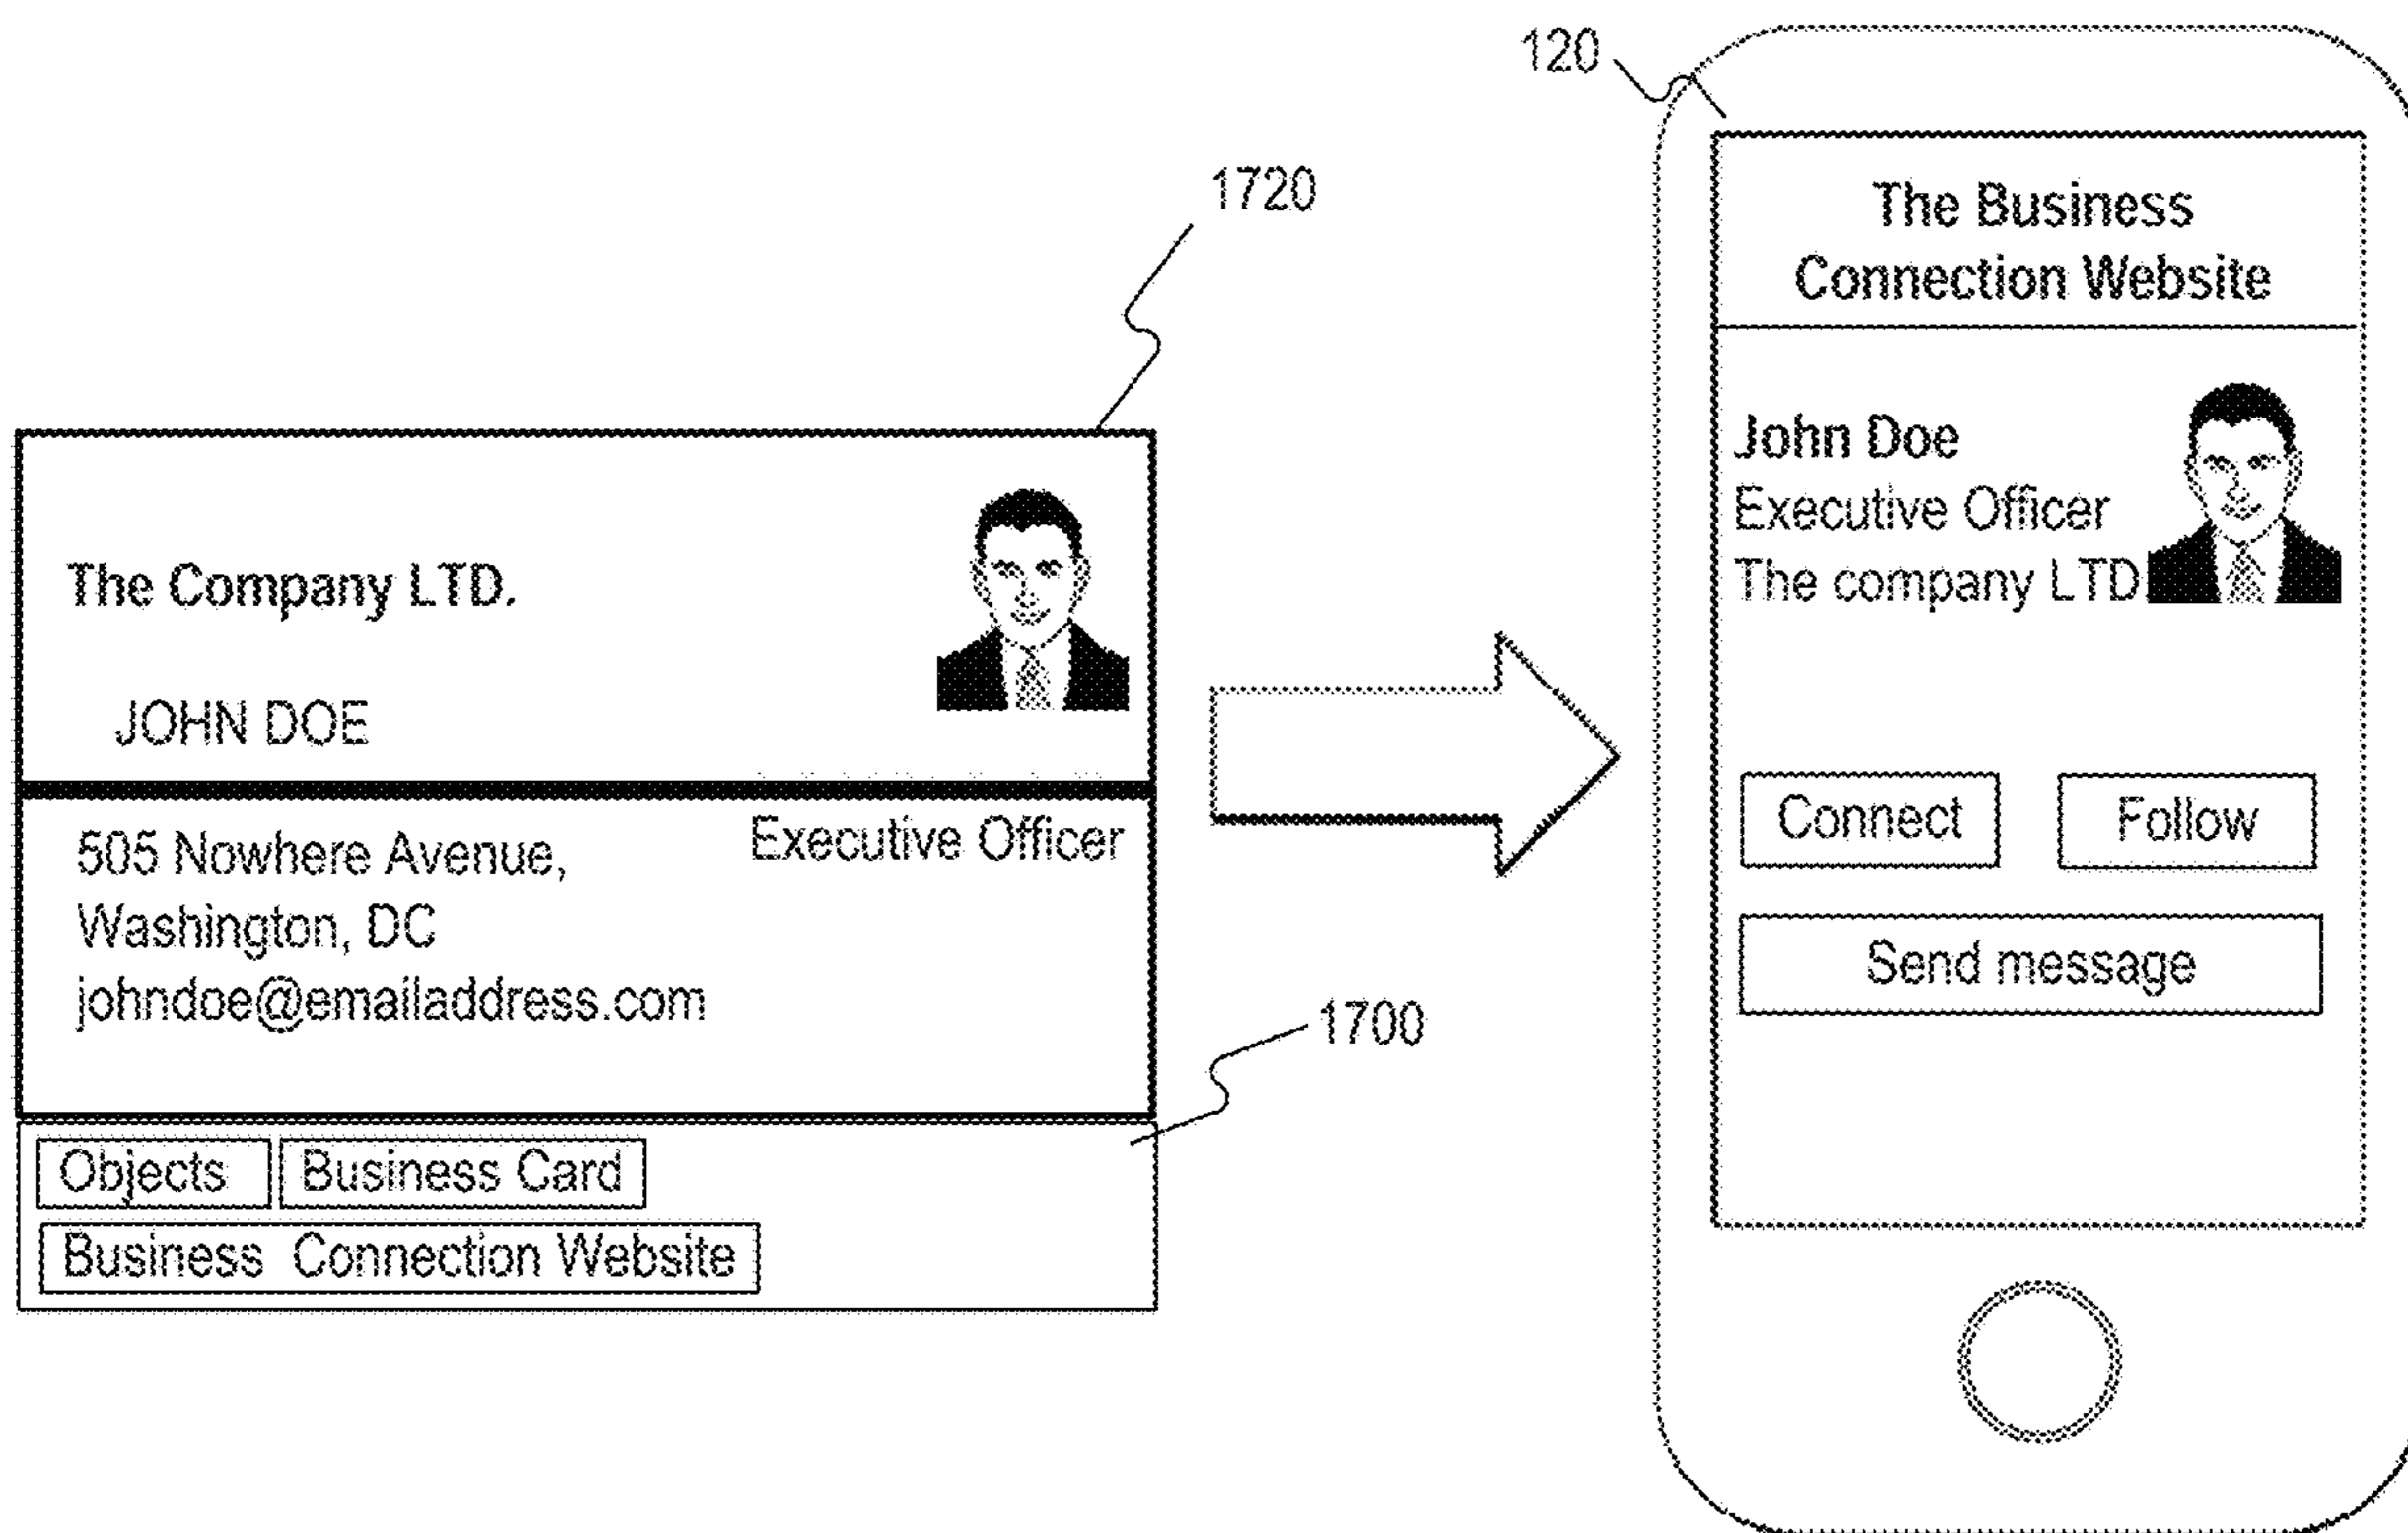 120
1720
The Business
Connection Website
John Doe
Executive Officer
The company LTD
The Company LTD.
JOHN DOE
Executive Officer
505 Nowhere Avenue,
Washington, DC
johndoe@emailaddress.com
Connect
Follow
Send message
1700
Objects
Business Card
Business Connection Website